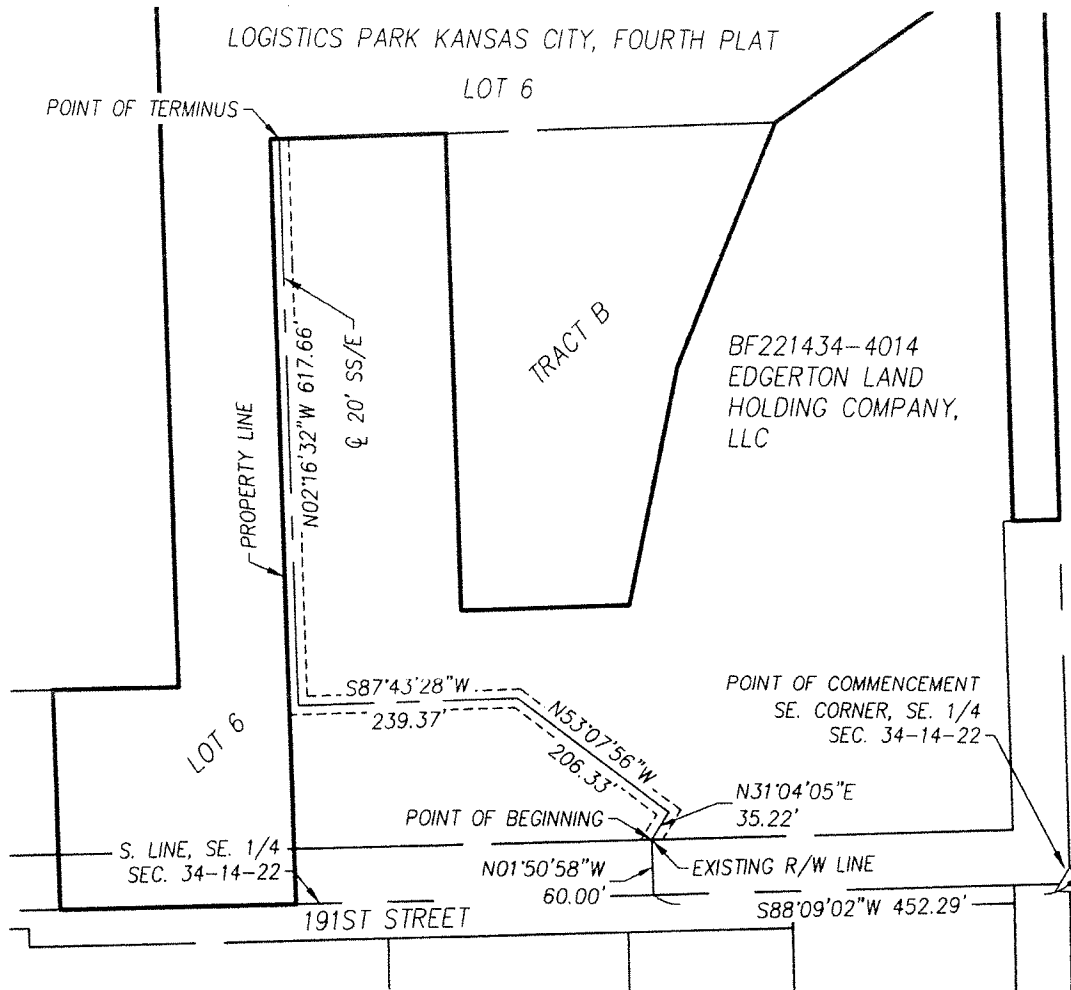 LOGISTICS PARK KANSAS CITY, FOURTH PLAT
LOT 6
POINT OF TERMINUS
TRACT B
BF221434-4014
EDGERTON LAND
HOLDING COMPANY,
LLC
PROPERTY LINE
N02°16'32"W 617.66'
℄ 20' SS/E
S87°43'28"W
239.37'
N53°07'56"W
206.33'
POINT OF COMMENCEMENT
SE. CORNER, SE. 1/4
SEC. 34-14-22
LOT 6
N31°04'05"E
35.22'
POINT OF BEGINNING
S. LINE, SE. 1/4
SEC. 34-14-22
N01°50'58"W
60.00'
EXISTING R/W LINE
S88°09'02"W 452.29'
191ST STREET